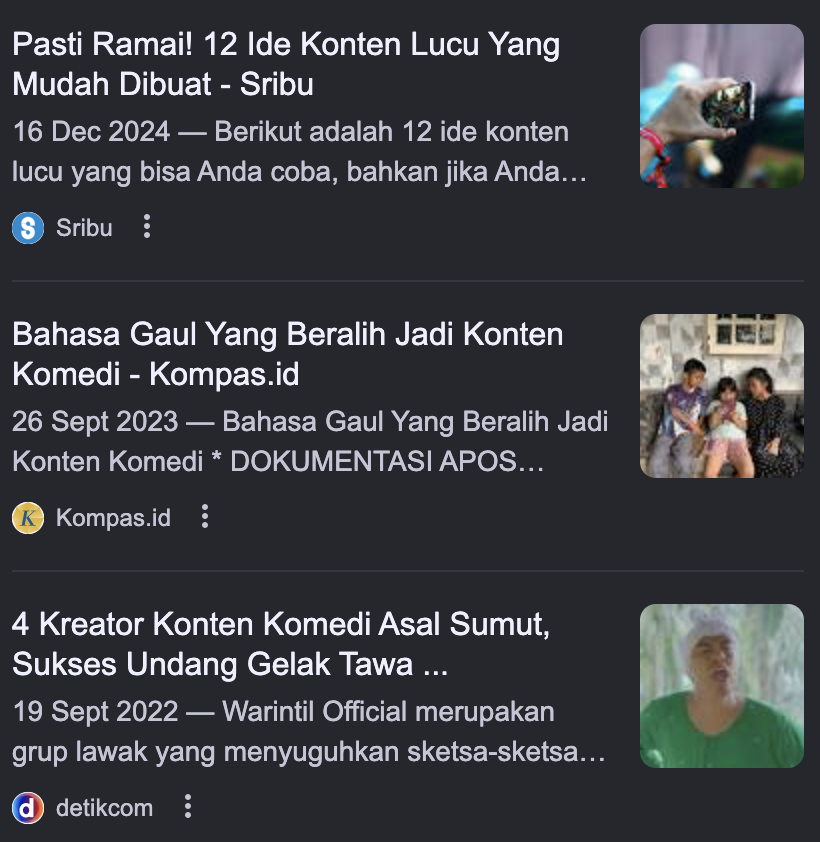 Pasti Ramai! 12 Ide Konten Lucu Yang
Mudah Dibuat - Sribu
16 Dec 2024 — Berikut adalah 12 ide konten
lucu yang bisa Anda coba, bahkan jika Anda...
S Sribu
Bahasa Gaul Yang Beralih Jadi Konten
Komedi - Kompas.id
26 Sept 2023 — Bahasa Gaul Yang Beralih Jadi
Konten Komedi * DOKUMENTASI APOS...
K Kompas.id
4 Kreator Konten Komedi Asal Sumut,
Sukses Undang Gelak Tawa ...
19 Sept 2022 — Warintil Official merupakan
grup lawak yang menyuguhkan sketsa-sketsa...
d detikcom